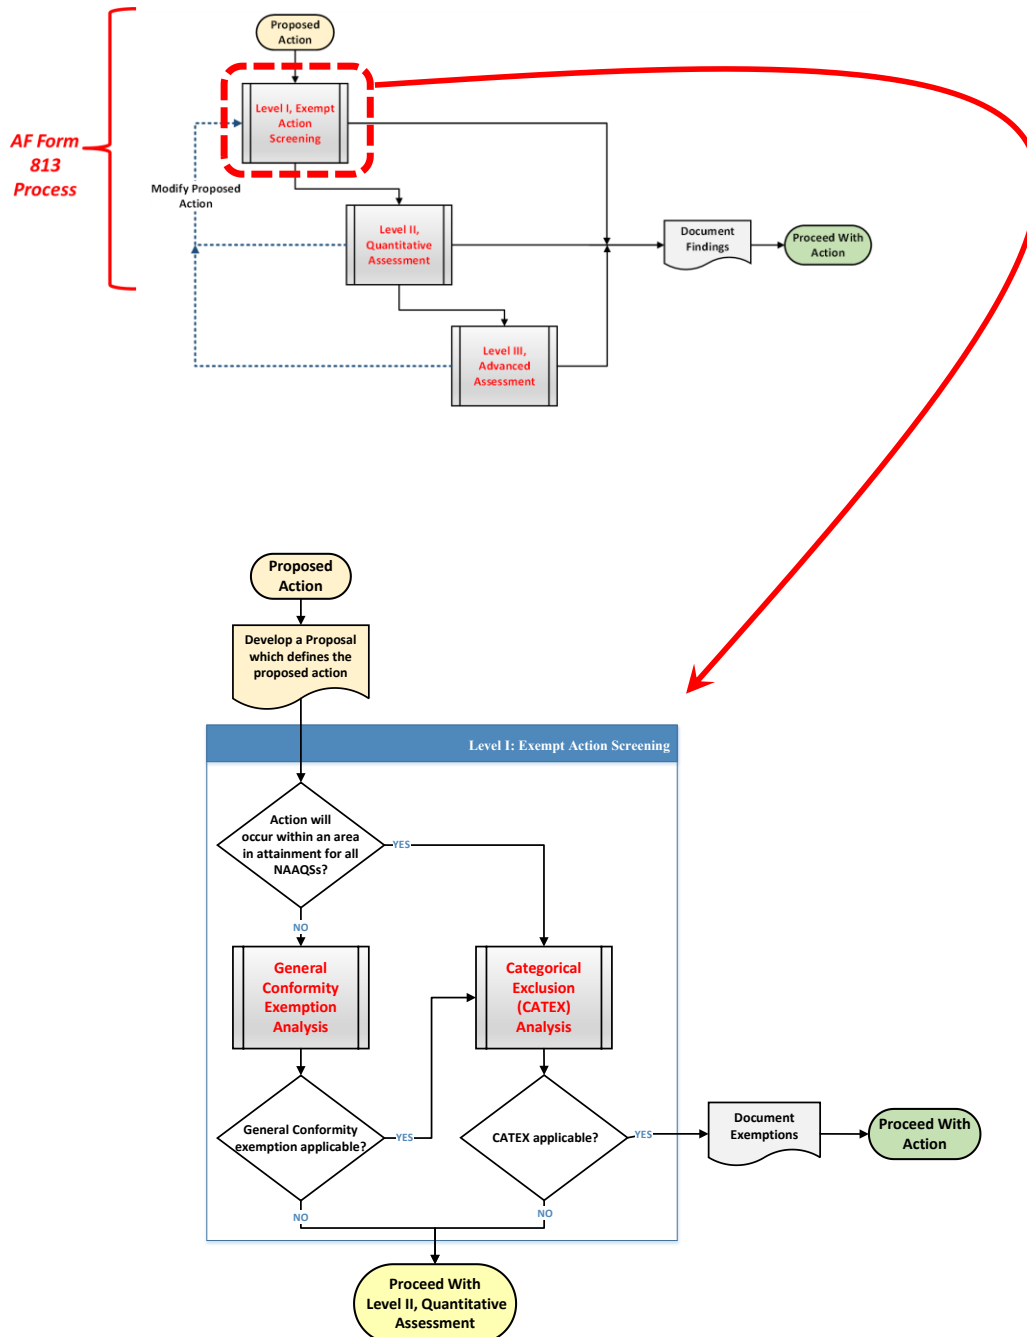 Proposed
Action
AF Form
813
Process
Level I, Exempt
Action
Screening
Modify Proposed
Action
Level II,
Quantitative
Assessment
Document
Findings
Proceed With
Action
Level III,
Advanced
Assessment
Proposed
Action
Develop a Proposal
which defines the
proposed action
Level I: Exempt Action Screening
Action will
occur within an area
in attainment for all
NAAQSs?
YES
NO
General
Conformity
Exemption
Analysis
Categorical
Exclusion
(CATEX)
Analysis
General Conformity
exemption applicable?
YES
CATEX applicable?
YES
Document
Exemptions
Proceed With
Action
NO
NO
Proceed With
Level II, Quantitative
Assessment